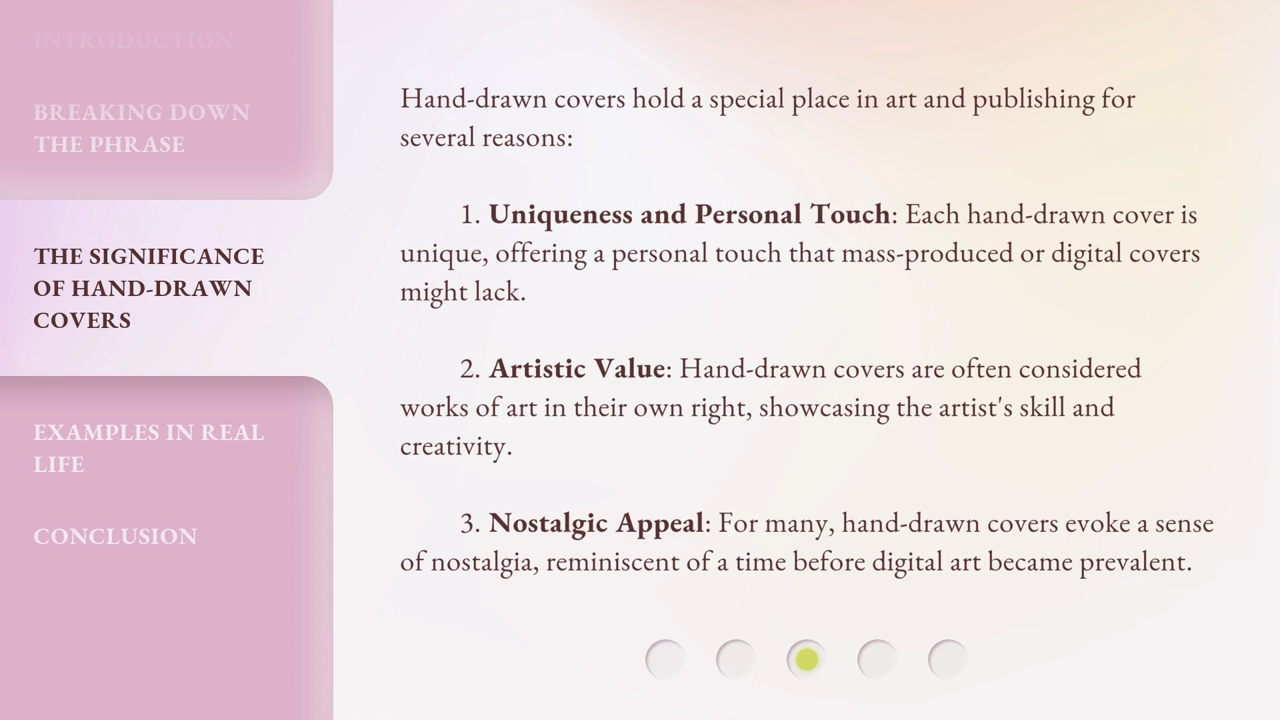 INTRODUCTION
BREAKING DOWN
THE PHRASE
THE SIGNIFICANCE
OF HAND-DRAWN
COVERS
EXAMPLES IN REAL
LIFE
CONCLUSION
Hand-drawn covers hold a special place in art and publishing for
several reasons:
1. Uniqueness and Personal Touch: Each hand-drawn cover is
unique, offering a personal touch that mass-produced or digital covers
might lack.
2. Artistic Value: Hand-drawn covers are often considered
works of art in their own right, showcasing the artist's skill and
creativity.
3. Nostalgic Appeal: For many, hand-drawn covers evoke a sense
of nostalgia, reminiscent of a time before digital art became prevalent.